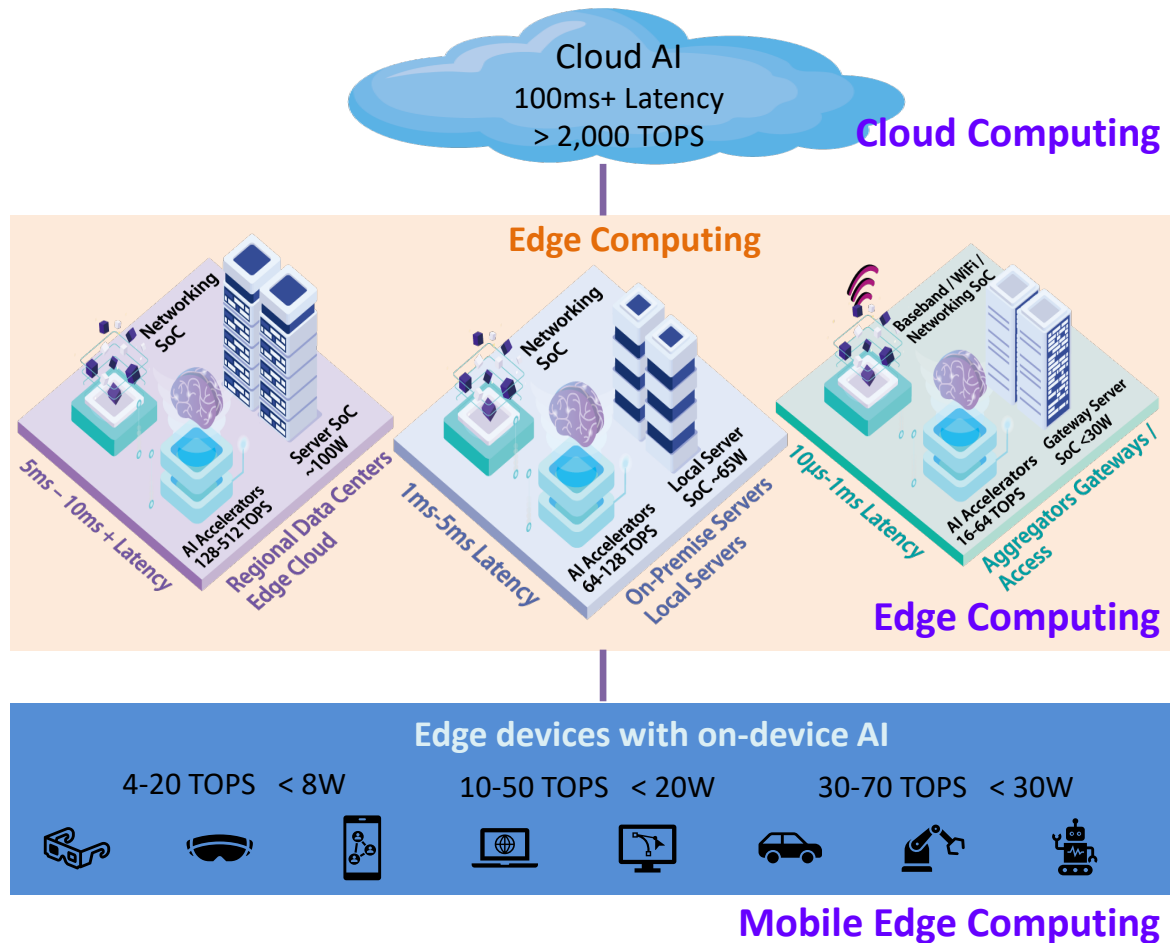 Cloud AI
100ms+ Latency
> 2,000 TOPS
Cloud Computing
Edge Computing
Networking
SoC
Server SoC
~100W
AI Accelerators
128-512 TOPS
5ms – 10ms + Latency
Regional Data Centers
Edge Cloud
Networking
SoC
Local Server
SoC ~65W
AI Accelerators
64-128 TOPS
1ms-5ms Latency
On-Premise Servers
Local Servers
Baseband / WiFi /
Networking SoC
Gateway Server
SoC <30W
AI Accelerators
16-64 TOPS
10µs-1ms Latency
Aggregators Gateways /
Access
Edge Computing
Edge devices with on-device AI
4-20 TOPS < 8W
10-50 TOPS < 20W
30-70 TOPS < 30W
Mobile Edge Computing